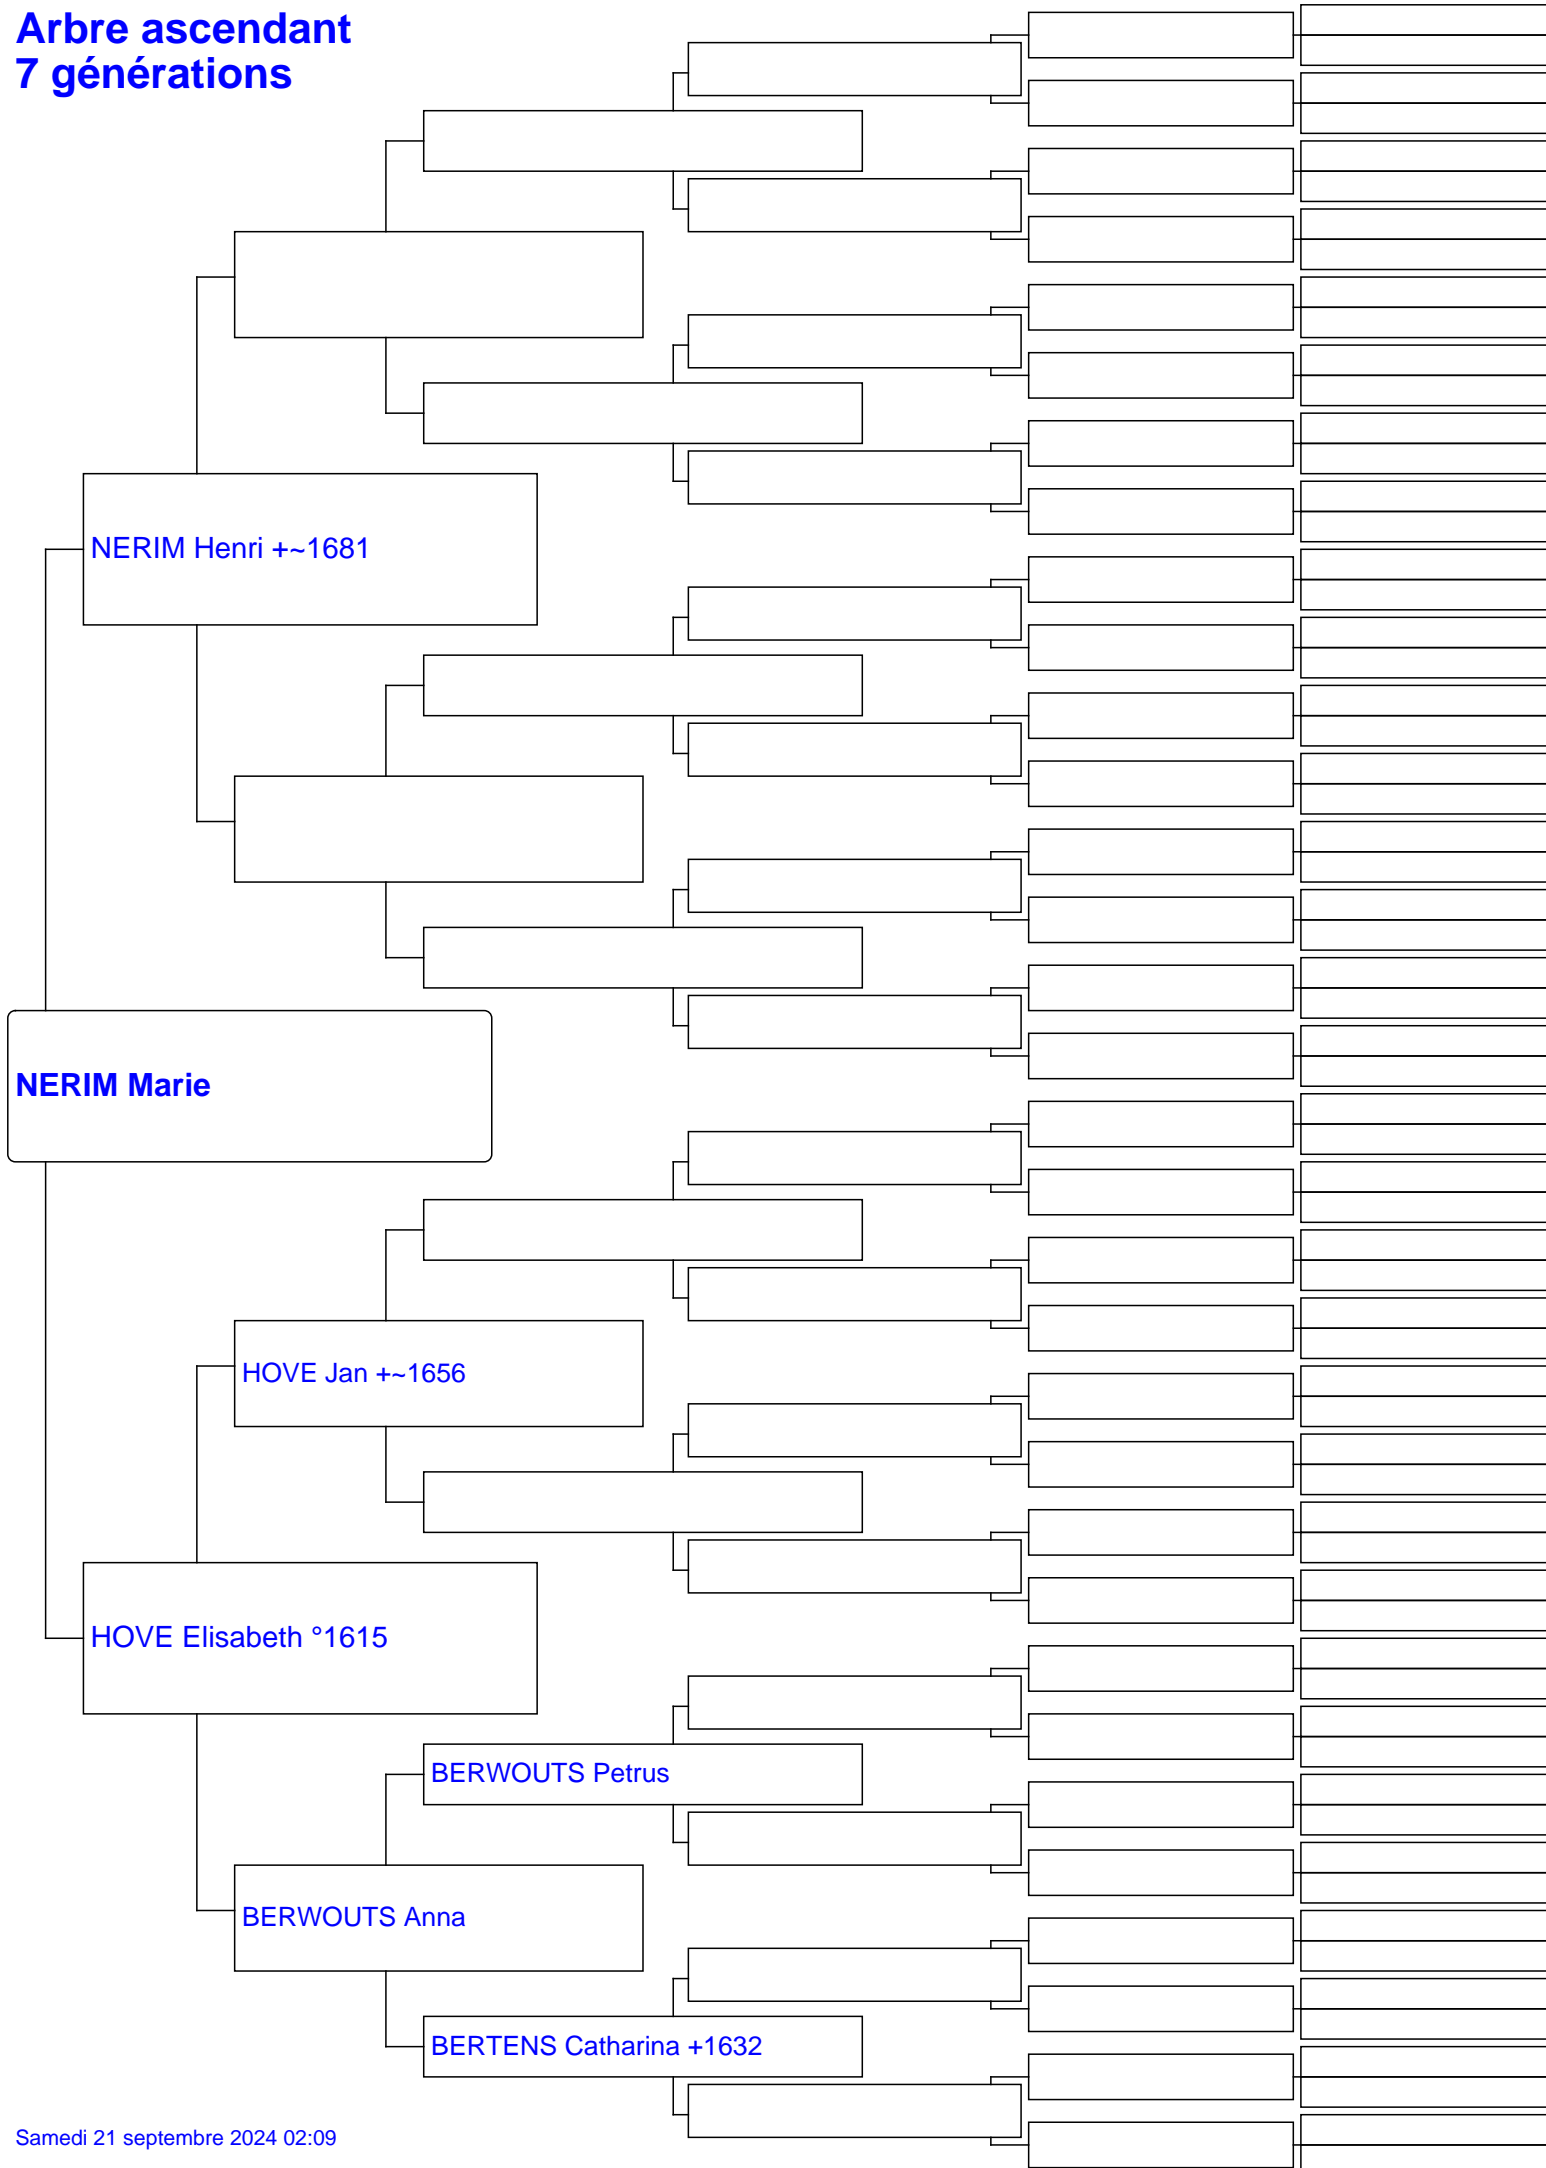 Arbre ascendant
7 générations
NERIM Henri +~1681
NERIM Marie
HOVE Jan +~1656
HOVE Elisabeth °1615
BERWOUTS Petrus
BERWOUTS Anna
BERTENS Catharina +1632
Samedi 21 septembre 2024 02:09